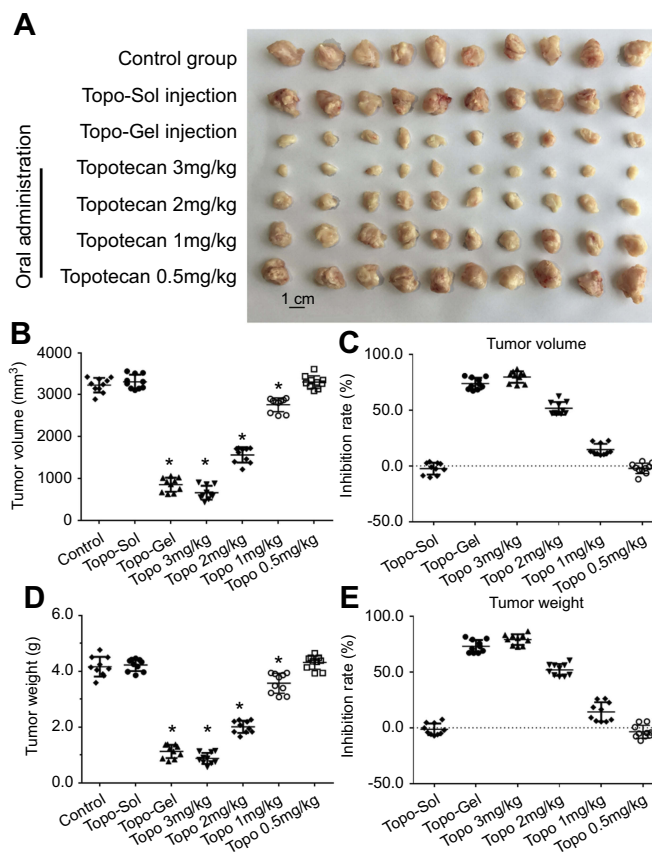 A
Control group
Topo-Sol injection
Topo-Gel injection
Oral administration
Topotecan 3mg/kg
Topotecan 2mg/kg
Topotecan 1mg/kg
Topotecan 0.5mg/kg
1 cm
B
Tumor volume (mm³)
4000
3000
2000
1000
0
*
*
*
*
Control
Topo-Sol
Topo-Gel
Topo 3mg/kg
Topo 2mg/kg
Topo 1mg/kg
Topo 0.5mg/kg
C
Tumor volume
Inhibition rate (%)
100.0
50.0
0.0
-50.0
Topo-Sol
Topo-Gel
Topo 3mg/kg
Topo 2mg/kg
Topo 1mg/kg
Topo 0.5mg/kg
D
Tumor weight (g)
6.0
4.0
2.0
0.0
*
*
*
*
Control
Topo-Sol
Topo-Gel
Topo 3mg/kg
Topo 2mg/kg
Topo 1mg/kg
Topo 0.5mg/kg
E
Tumor weight
Inhibition rate (%)
100.0
50.0
0.0
-50.0
Topo-Sol
Topo-Gel
Topo 3mg/kg
Topo 2mg/kg
Topo 1mg/kg
Topo 0.5mg/kg